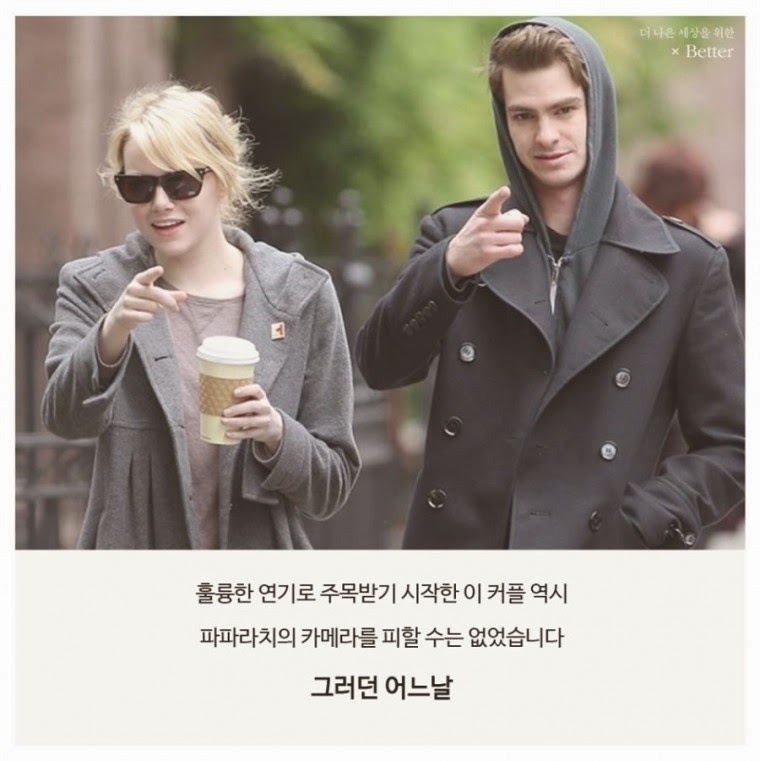 더 나은 세상을 위한
× Better
훌륭한 연기로 주목받기 시작한 이 커플 역시
파파라치의 카메라를 피할 수는 없었습니다
그러던 어느날